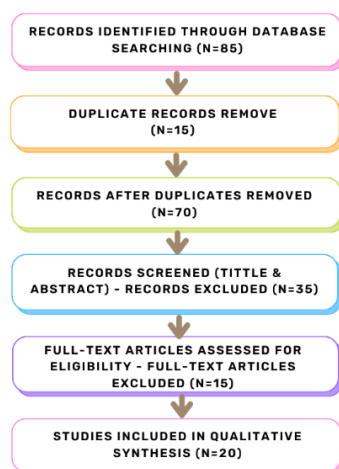 RECORDS IDENTIFIED THROUGH DATABASE
SEARCHING (N=85)
DUPLICATE RECORDS REMOVE
(N=15)
RECORDS AFTER DUPLICATES REMOVED
(N=70)
RECORDS SCREENED (TITTLE &
ABSTRACT) - RECORDS EXCLUDED (N=35)
FULL-TEXT ARTICLES ASSESSED FOR
ELIGIBILITY - FULL-TEXT ARTICLES
EXCLUDED (N=15)
STUDIES INCLUDED IN QUALITATIVE
SYNTHESIS (N=20)